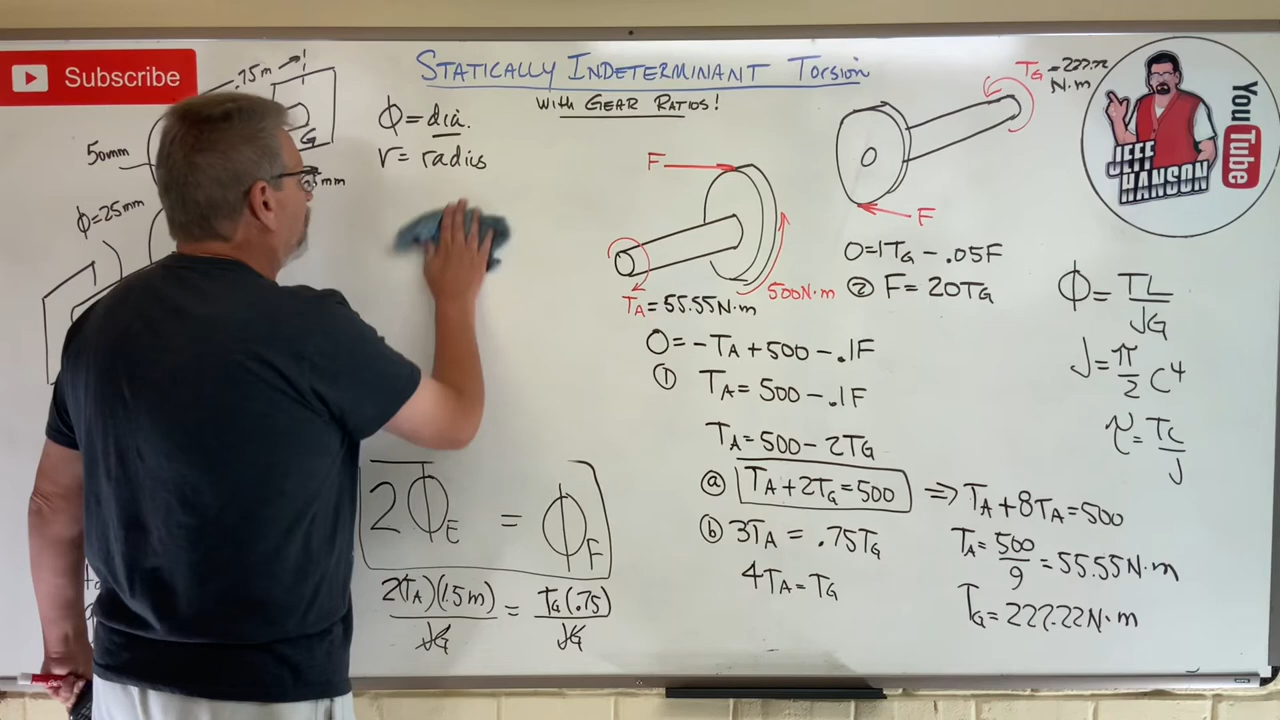 Subscribe
STATICALLY INDETERMINANT TORSION
WITH GEAR RATIOS!
.75m
50mm
G
mm
ϕ=25mm
ϕ=dia.
r= radius
F
TA=55.55N·m
500N·m
0=-TA+500-.1F
① TA=500-.1F
TA=500-2TG
ⓐ TA+2TG=500
ⓑ 3TA=.75TG
4TA=TG
⇒ TA+8TA=500
TA=500/9=55.55N·m
TG=222.22N·m
TG=222.22
N·m
F
0=1TG-.05F
② F=20TG
ϕ=TL/JG
J=π/2 C⁴
τ=TC/J
2ϕE = ϕF
2(TA)(1.5m)/JG = TG(.75)/JG
JEFF
HANSON
YouTube